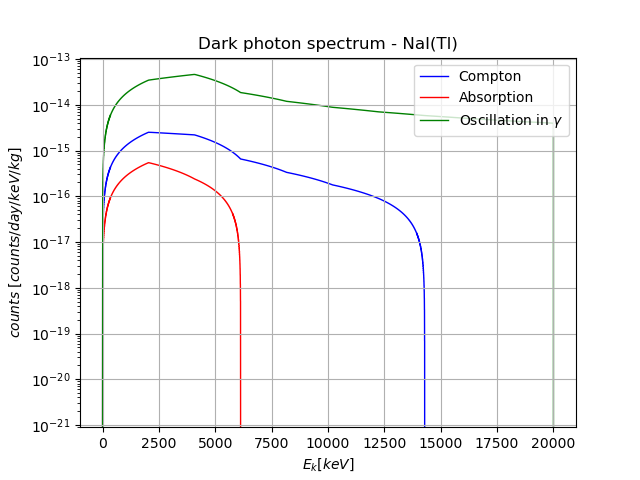 Dark photon spectrum - NaI(Tl)
Compton
Absorption
Oscillation in γ
counts [counts/day/keV/kg]
10⁻¹³
10⁻¹⁴
10⁻¹⁵
10⁻¹⁶
10⁻¹⁷
10⁻¹⁸
10⁻¹⁹
10⁻²⁰
10⁻²¹
0 2500 5000 7500 10000 12500 15000 17500 20000
Eₖ[keV]